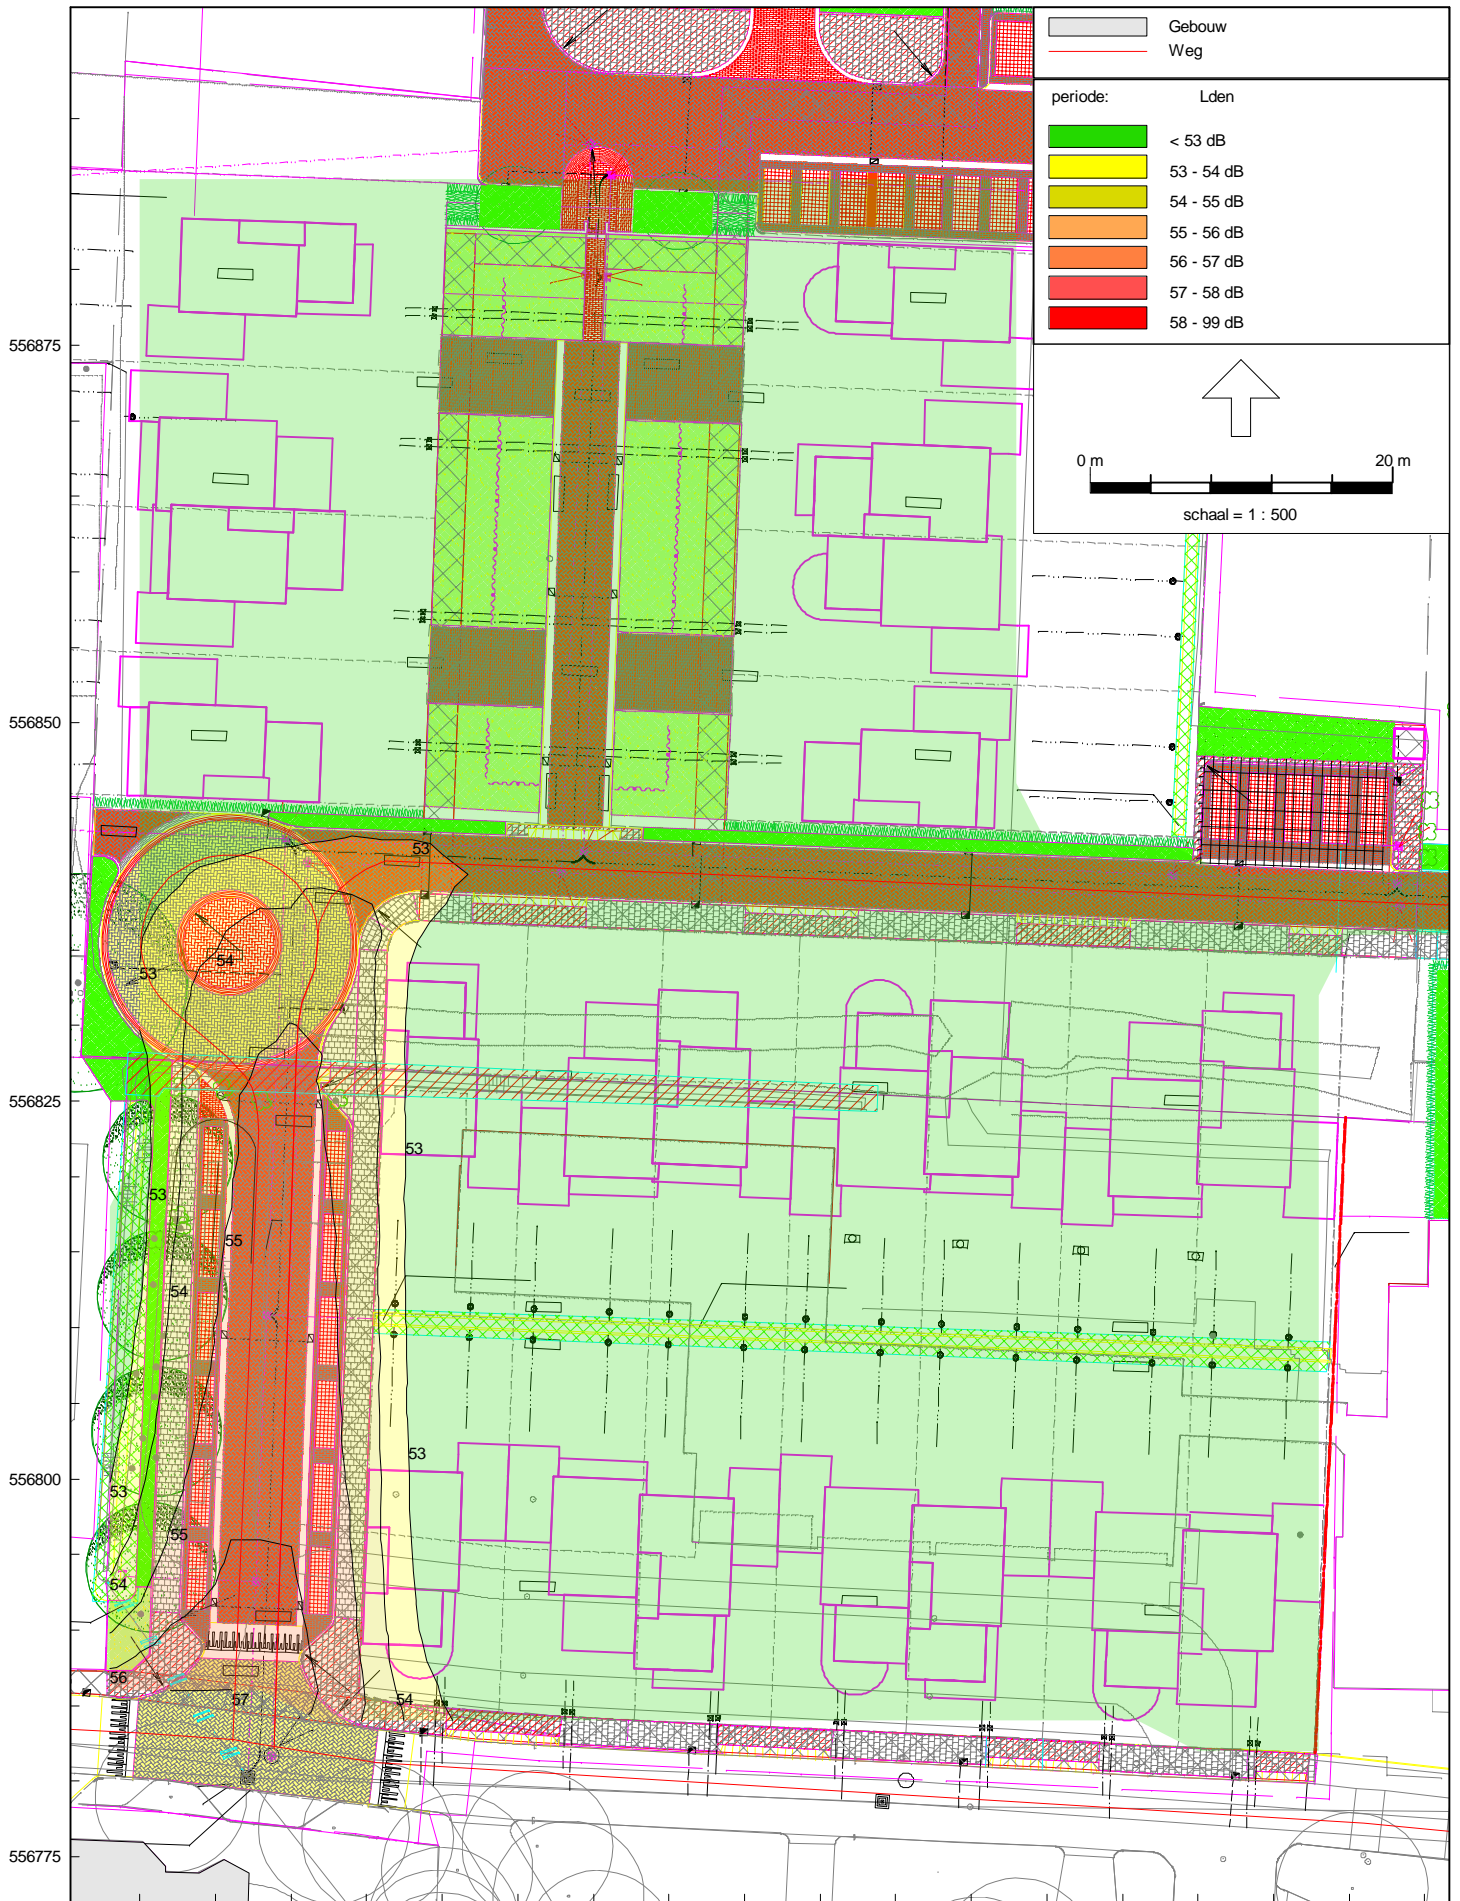 Gebouw
Weg
periode: Lden
< 53 dB
53 - 54 dB
54 - 55 dB
55 - 56 dB
56 - 57 dB
57 - 58 dB
58 - 99 dB
0 m 20 m
schaal = 1 : 500
556875
556850
53
54
53
556825
53
53
55
54
53
556800
53
55
54
56
57
54
556775